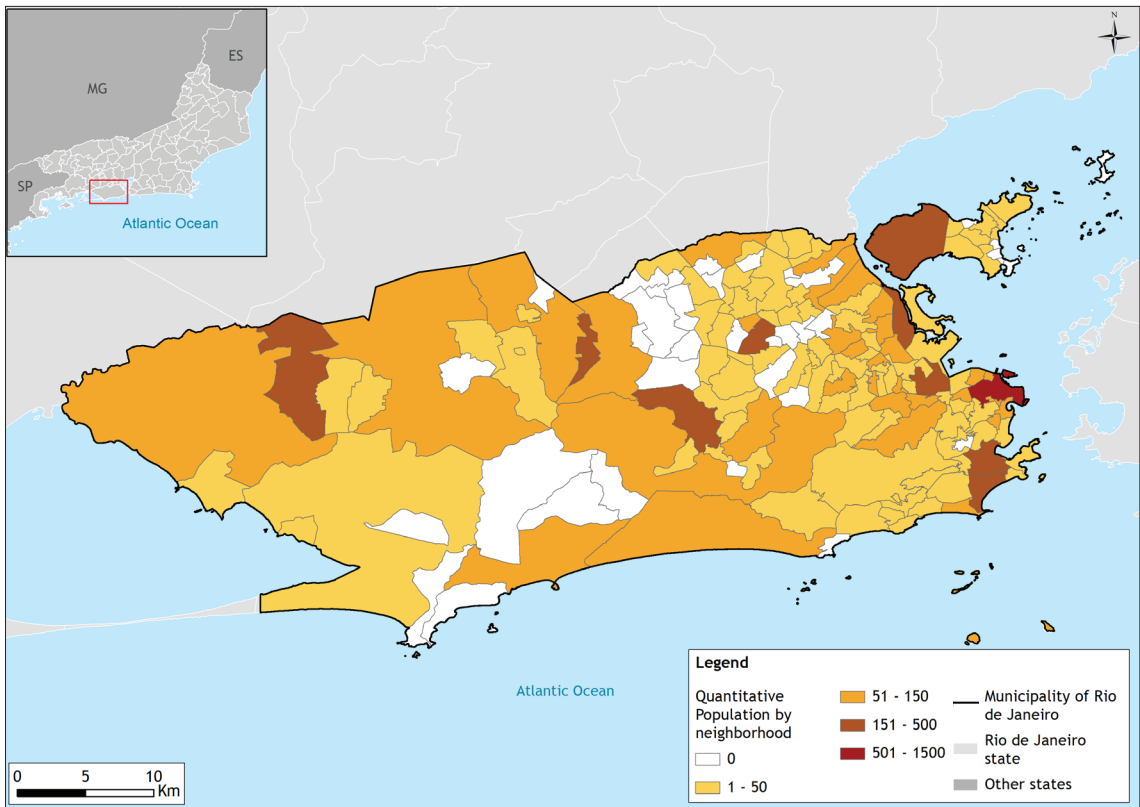 N
ES
MG
SP
Atlantic Ocean
Atlantic Ocean
0 5 10
Km
Legend
Quantitative
Population by
neighborhood
0
1 - 50
51 - 150
151 - 500
501 - 1500
Municipality of Rio
de Janeiro
Rio de Janeiro
state
Other states